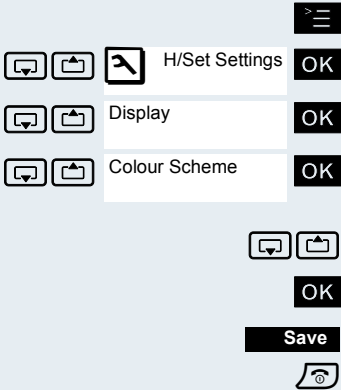 H/Set Settings OK
Display OK
Colour Scheme OK
OK
Save